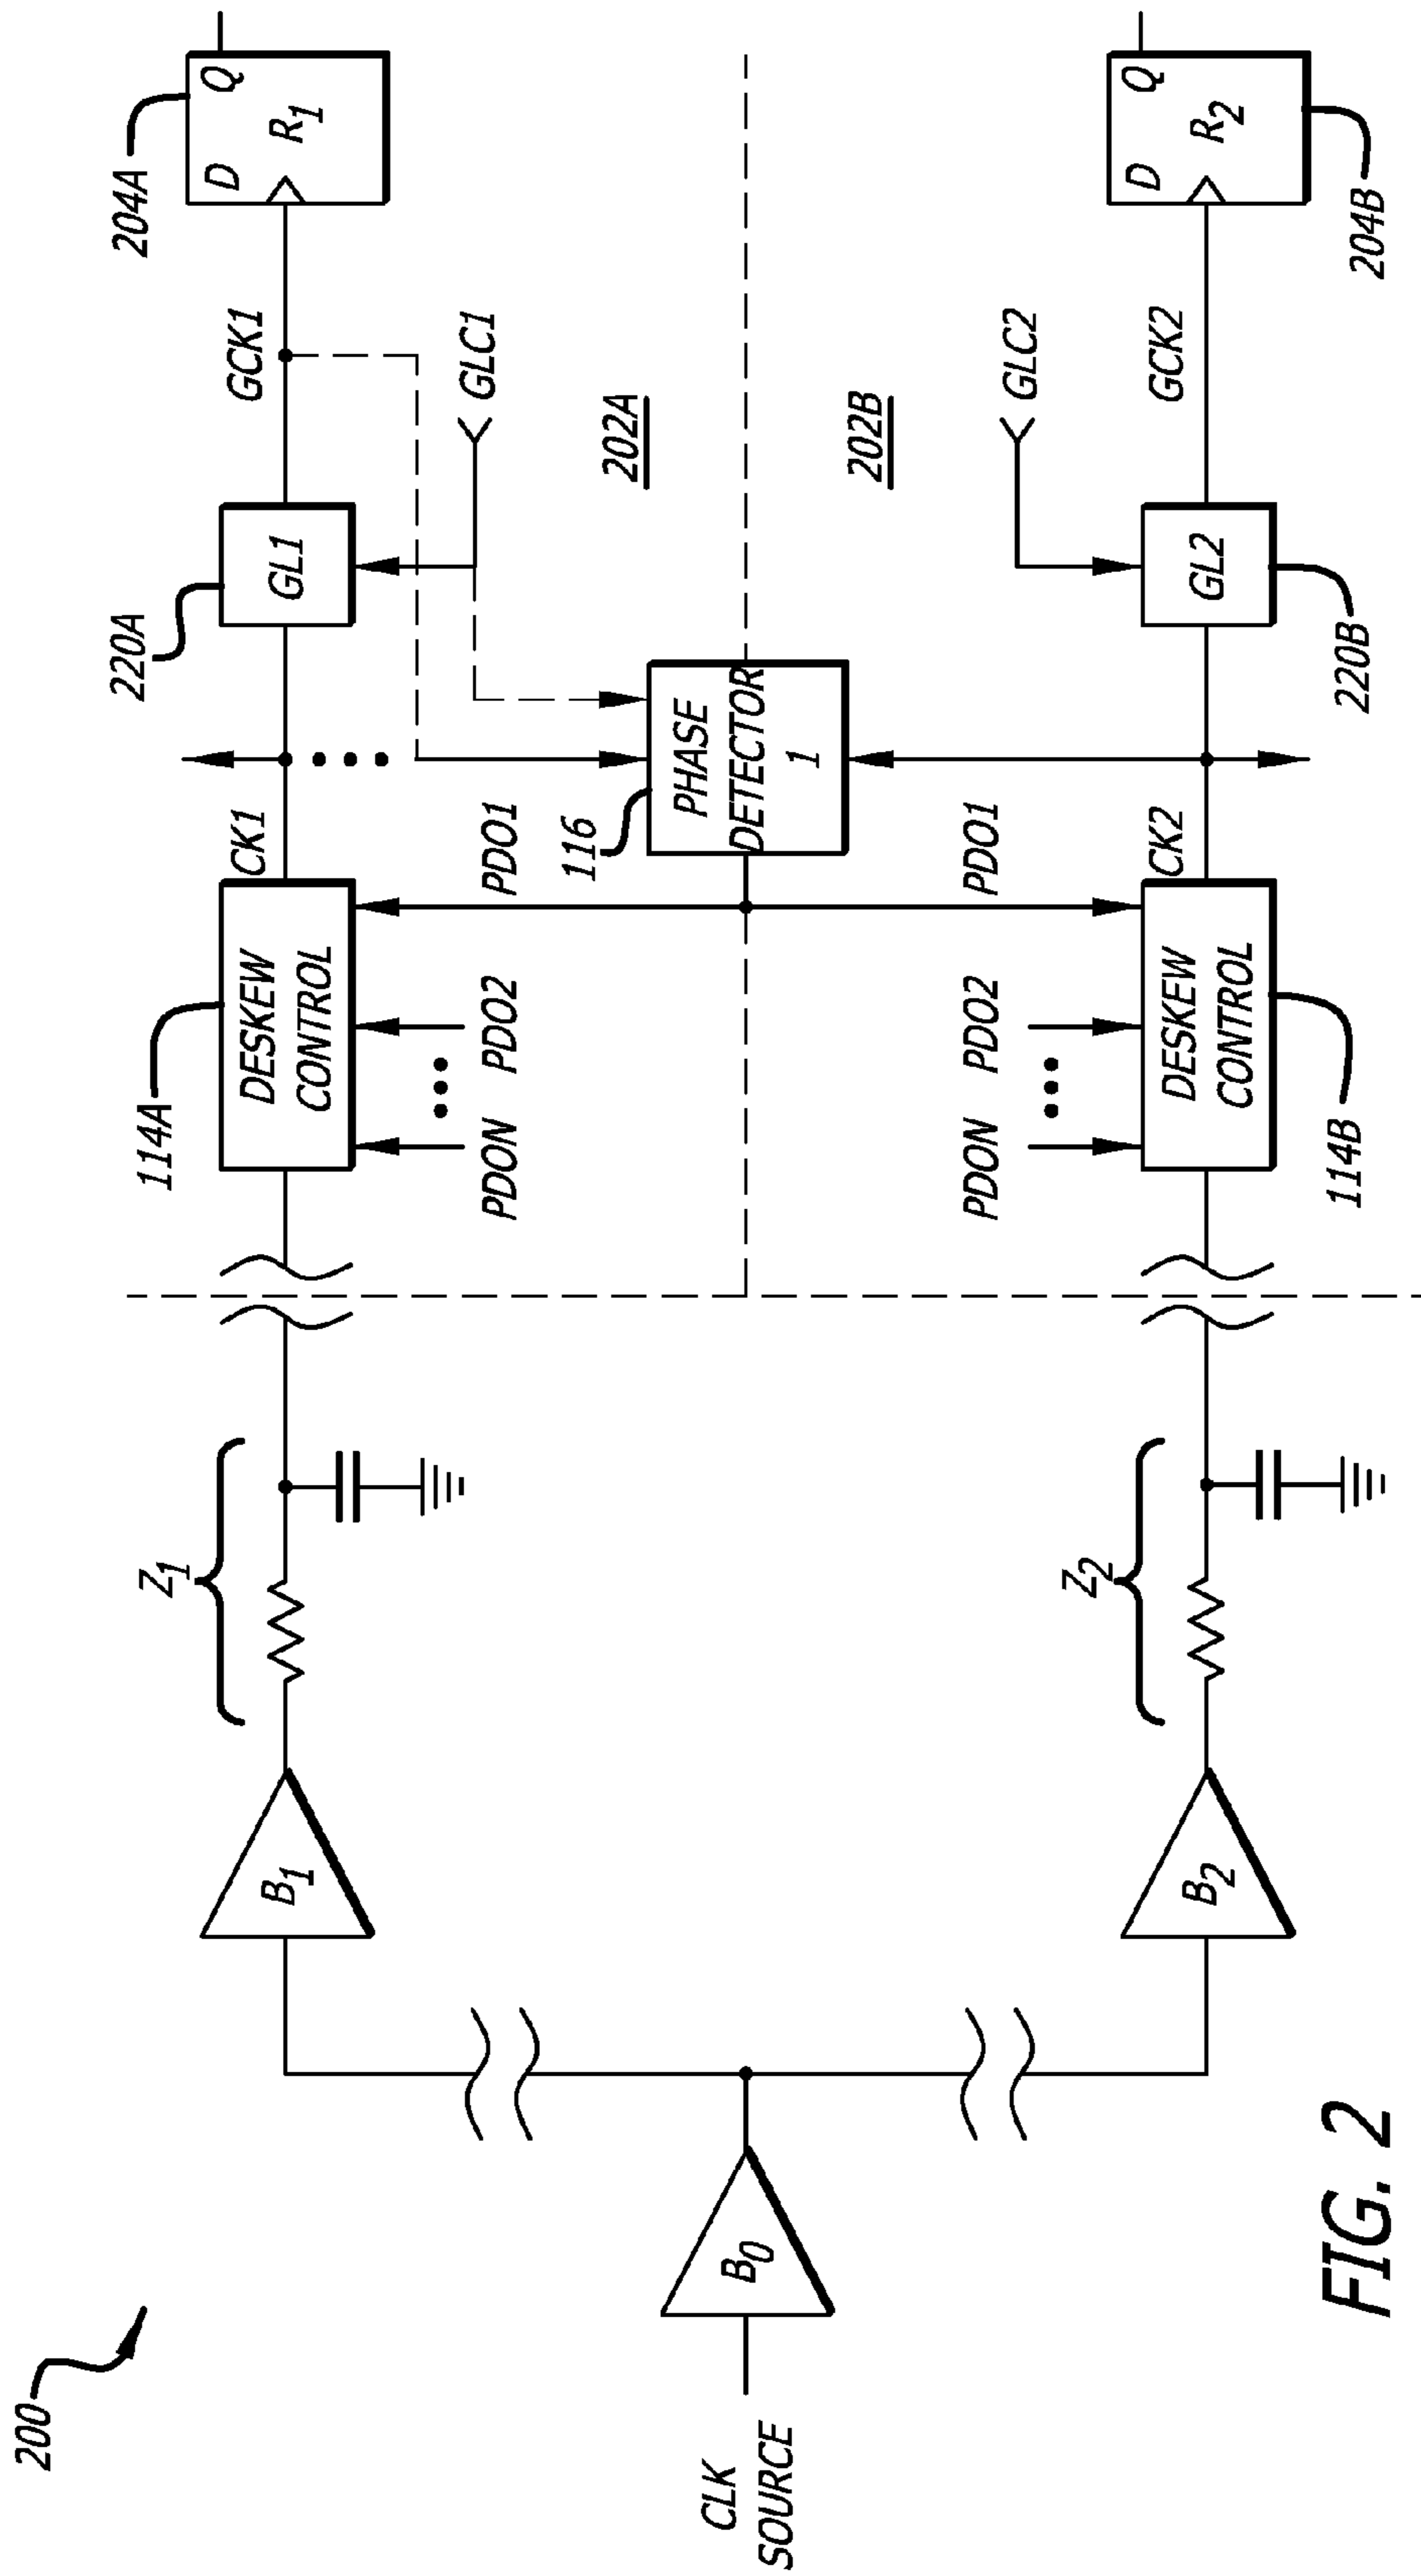 200
CLK
SOURCE
B0
B1
Z1
114A
DESKEW
CONTROL
PDON
PDO2
PDO1
CK1
220A
GL1
GCK1
GLC1
204A
D
Q
R1
202A
116
PHASE
DETECTOR
1
202B
B2
Z2
PDON
PDO2
PDO1
DESKEW
CONTROL
114B
CK2
GL2
220B
GLC2
GCK2
D
Q
R2
204B
FIG. 2